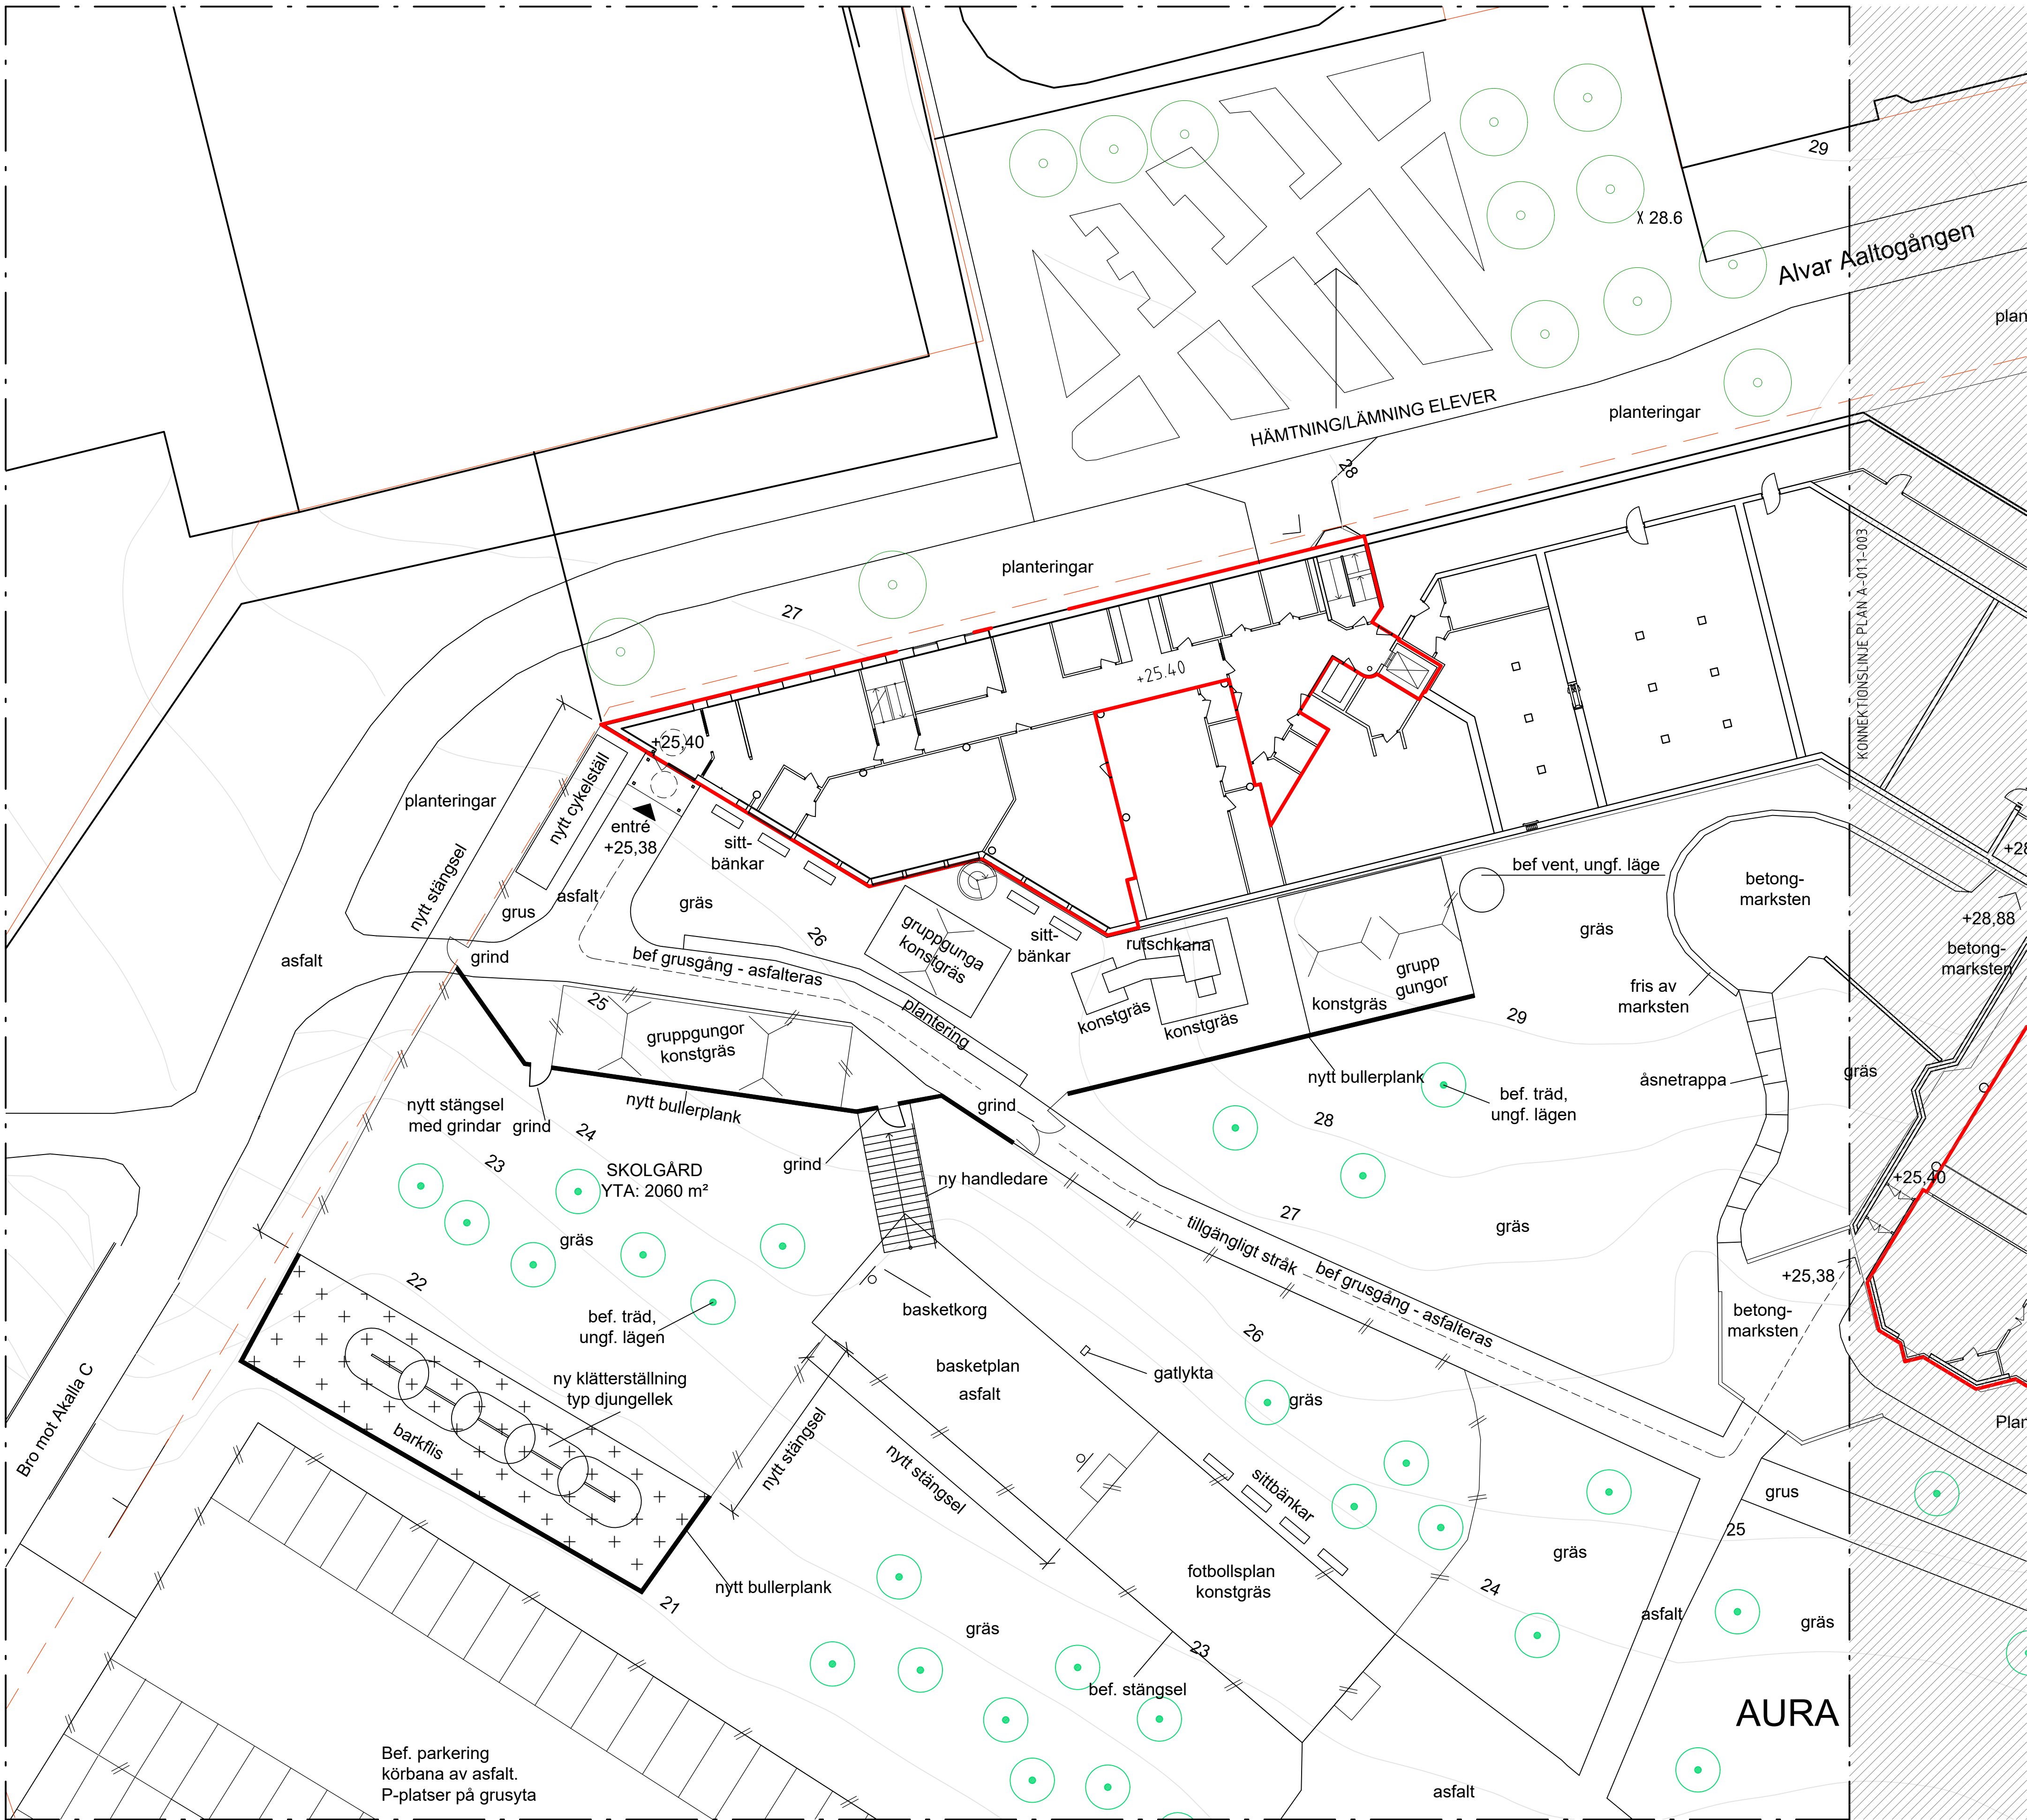 29
X 28.6
Alvar Aaltogången
plan
HÄMTNING/LÄMNING ELEVER
planteringar
28
KONNEKTIONSLINJE PLAN A-011-003
planteringar
27
+25.40
+25,40
planteringar
nytt cykelställ
entré
+25,38
sitt-
bänkar
nytt stängsel
asfalt
grus
gräs
26
gruppgunga
konstgräs
sitt-
bänkar
rutschkana
bef vent, ungf. läge
betong-
marksten
+28
+28,88
betong-
marksten
gräs
asfalt
grind
bef grusgång - asfalteras
grupp
gungor
konstgräs
konstgräs
konstgräs
fris av
marksten
25
plantering
gruppgungor
konstgräs
29
nytt bullerplank
bef. träd,
ungf. lägen
åsnetrappa
gräs
nytt stängsel
med grindar
grind
nytt bullerplank
grind
24
28
23
SKOLGÅRD
YTA: 2060 m²
grind
ny handledare
+25,40
gräs
27
gräs
tillgängligt stråk
bef grusgång - asfalteras
+25,38
22
bef. träd,
ungf. lägen
basketkorg
betong-
marksten
26
basketplan
asfalt
gatlykta
ny klätterställning
typ djungellek
gräs
Bro mot Akalla C
barkflis
nytt stängsel
nytt stängsel
sittbänkar
Plan
grus
25
gräs
fotbollsplan
konstgräs
nytt bullerplank
21
24
asfalt
gräs
gräs
23
bef. stängsel
AURA
Bef. parkering
körbana av asfalt.
P-platser på grusyta
asfalt